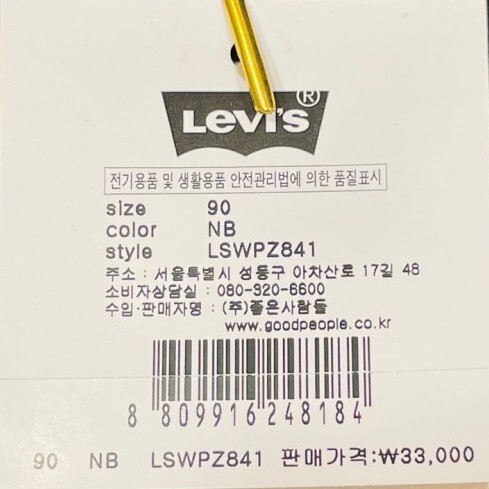 Levi's®
전기용품 및 생활용품 안전관리법에 의한 품질표시
size 90
color NB
style LSWPZ841
주소 : 서울특별시 성동구 아차산로 17길 48
소비자상담실 : 080-920-6600
수입·판매자명 : (주)좋은사람들
www.goodpeople.co.kr
8 809916 248184
90 NB LSWPZ841 판매가격:₩33,000